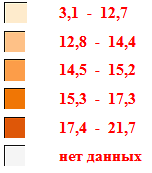 3,1 - 12,7
12,8 - 14,4
14,5 - 15,2
15,3 - 17,3
17,4 - 21,7
нет данных